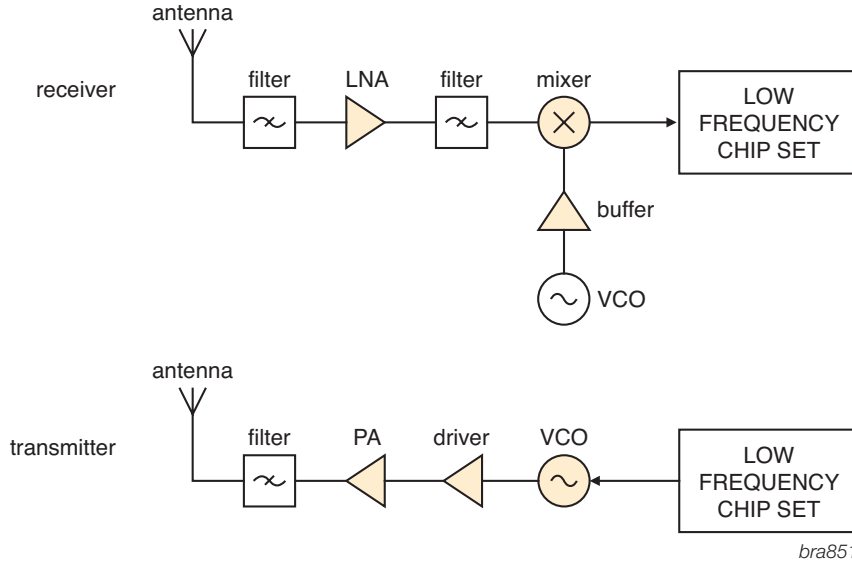 antenna
receiver
filter
LNA
filter
mixer
LOW
FREQUENCY
CHIP SET
buffer
VCO
antenna
transmitter
filter
PA
driver
VCO
LOW
FREQUENCY
CHIP SET
bra851